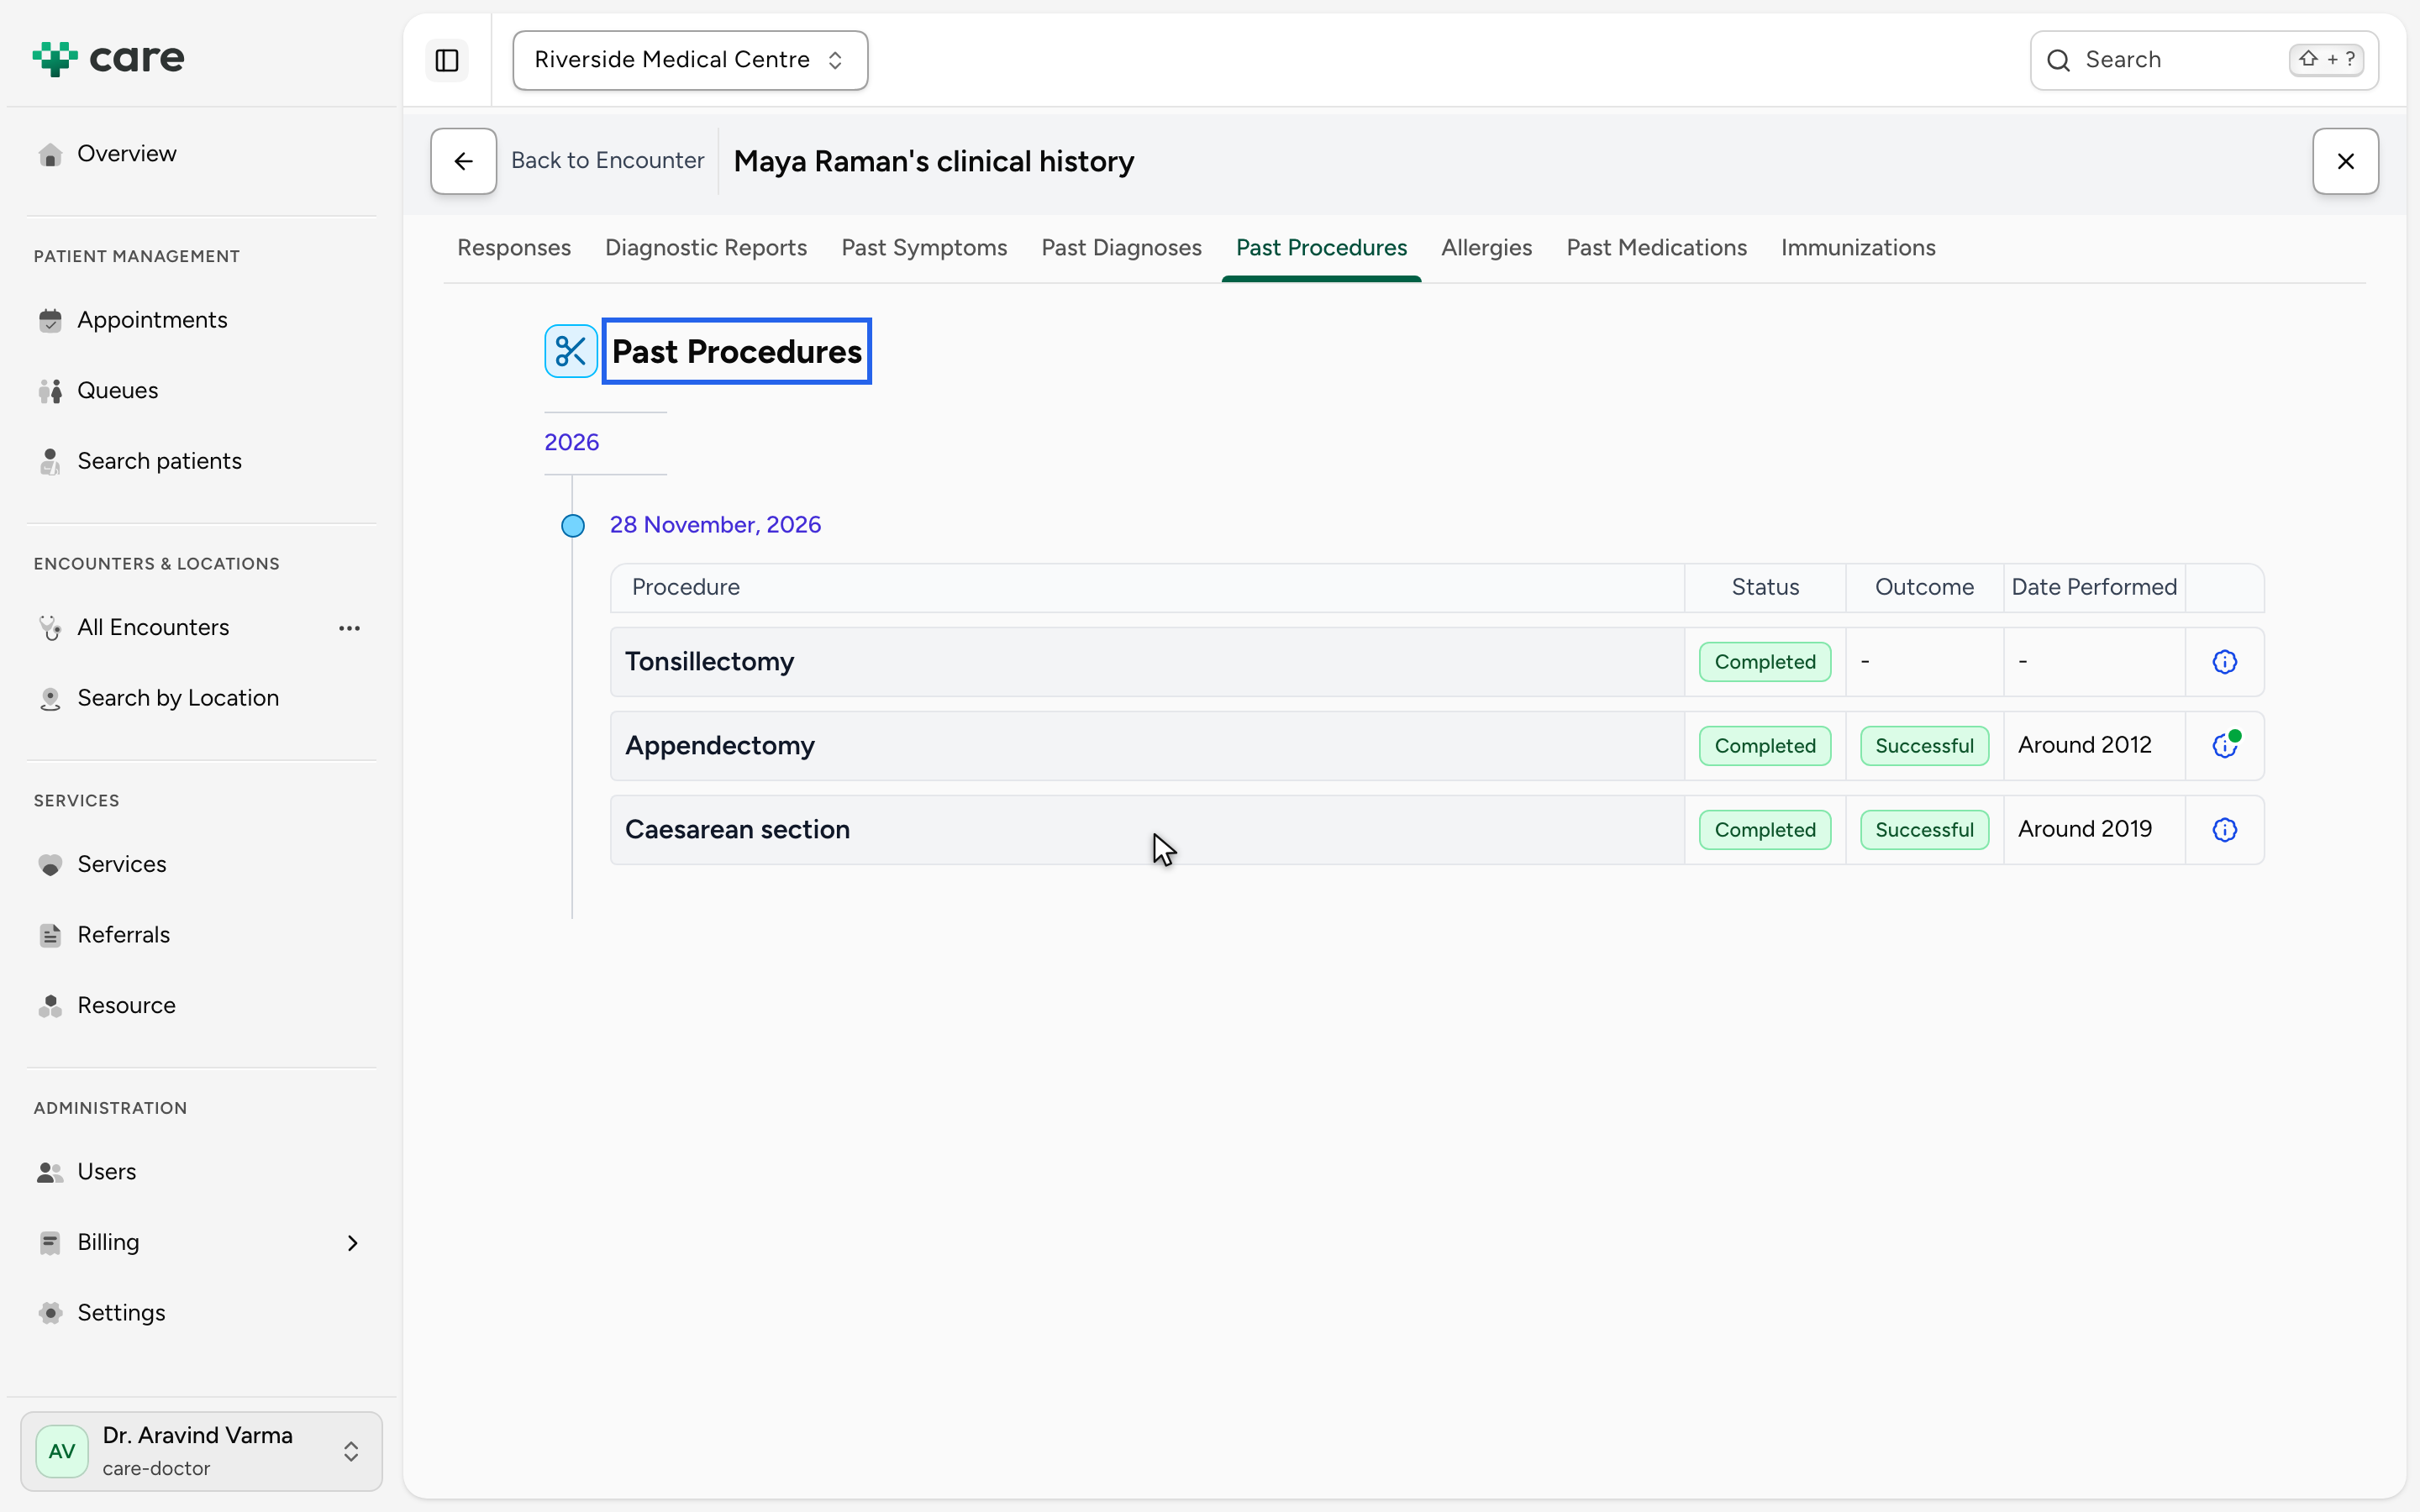 care
Riverside Medical Centre
Search
+ ?
Overview
Back to Encounter
Maya Raman's clinical history
Responses
Diagnostic Reports
Past Symptoms
Past Diagnoses
Past Procedures
Allergies
Past Medications
Immunizations
PATIENT MANAGEMENT
Appointments
Queues
Search patients
ENCOUNTERS & LOCATIONS
All Encounters
Search by Location
SERVICES
Services
Referrals
Resource
ADMINISTRATION
Users
Billing
Settings
AV
Dr. Aravind Varma
care-doctor
Past Procedures
2026
28 November, 2026
Procedure Status Outcome Date Performed
Tonsillectomy Completed - -
Appendectomy Completed Successful Around 2012
Caesarean section Completed Successful Around 2019